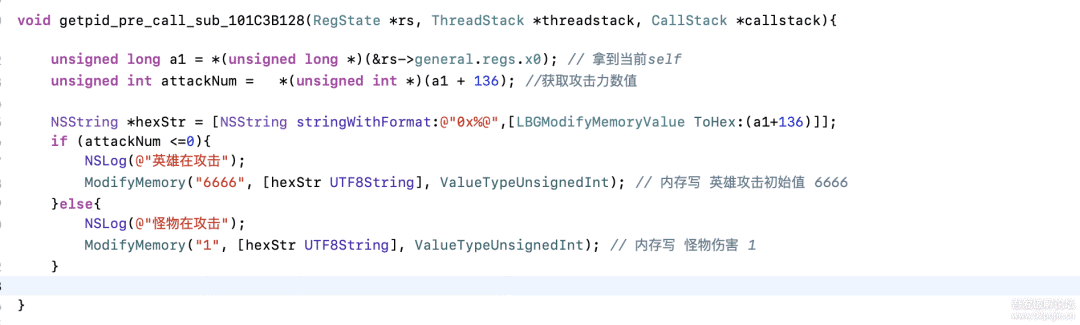 void getpid_pre_call_sub_101C3B128(RegState *rs, ThreadStack *threadstack, CallStack *callstack){
unsigned long a1 = *(unsigned long *)(&rs->general.regs.x0); // 拿到当前self
unsigned int attackNum =   *(unsigned int *)(a1 + 136); //获取攻击力数值
NSString *hexStr = [NSString stringWithFormat:@"0x%@",[LBGModifyMemoryValue ToHex:(a1+136)]];
if (attackNum <=0){
NSLog(@"英雄在攻击");
ModifyMemory("6666", [hexStr UTF8String], ValueTypeUnsignedInt); // 内存写 英雄攻击初始值 6666
}else{
NSLog(@"怪物在攻击");
ModifyMemory("1", [hexStr UTF8String], ValueTypeUnsignedInt); // 内存写 怪物伤害 1
}
}